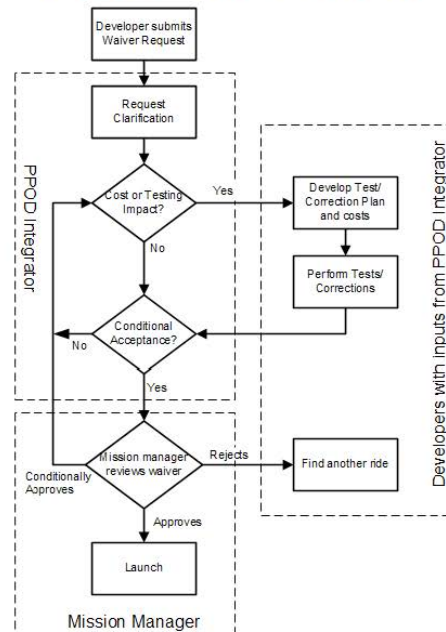 Developer submits
Waiver Request
Request
Clarification
PPOD Integrator
Cost or Testing
Impact?
Yes
Develop Test/
Correction Plan
and costs
No
Perform Tests/
Corrections
Conditional
Acceptance?
No
Yes
Developers with inputs from PPOD Integrator
Mission manager
reviews waiver
Rejects
Find another ride
Conditionally
Approves
Approves
Launch
Mission Manager